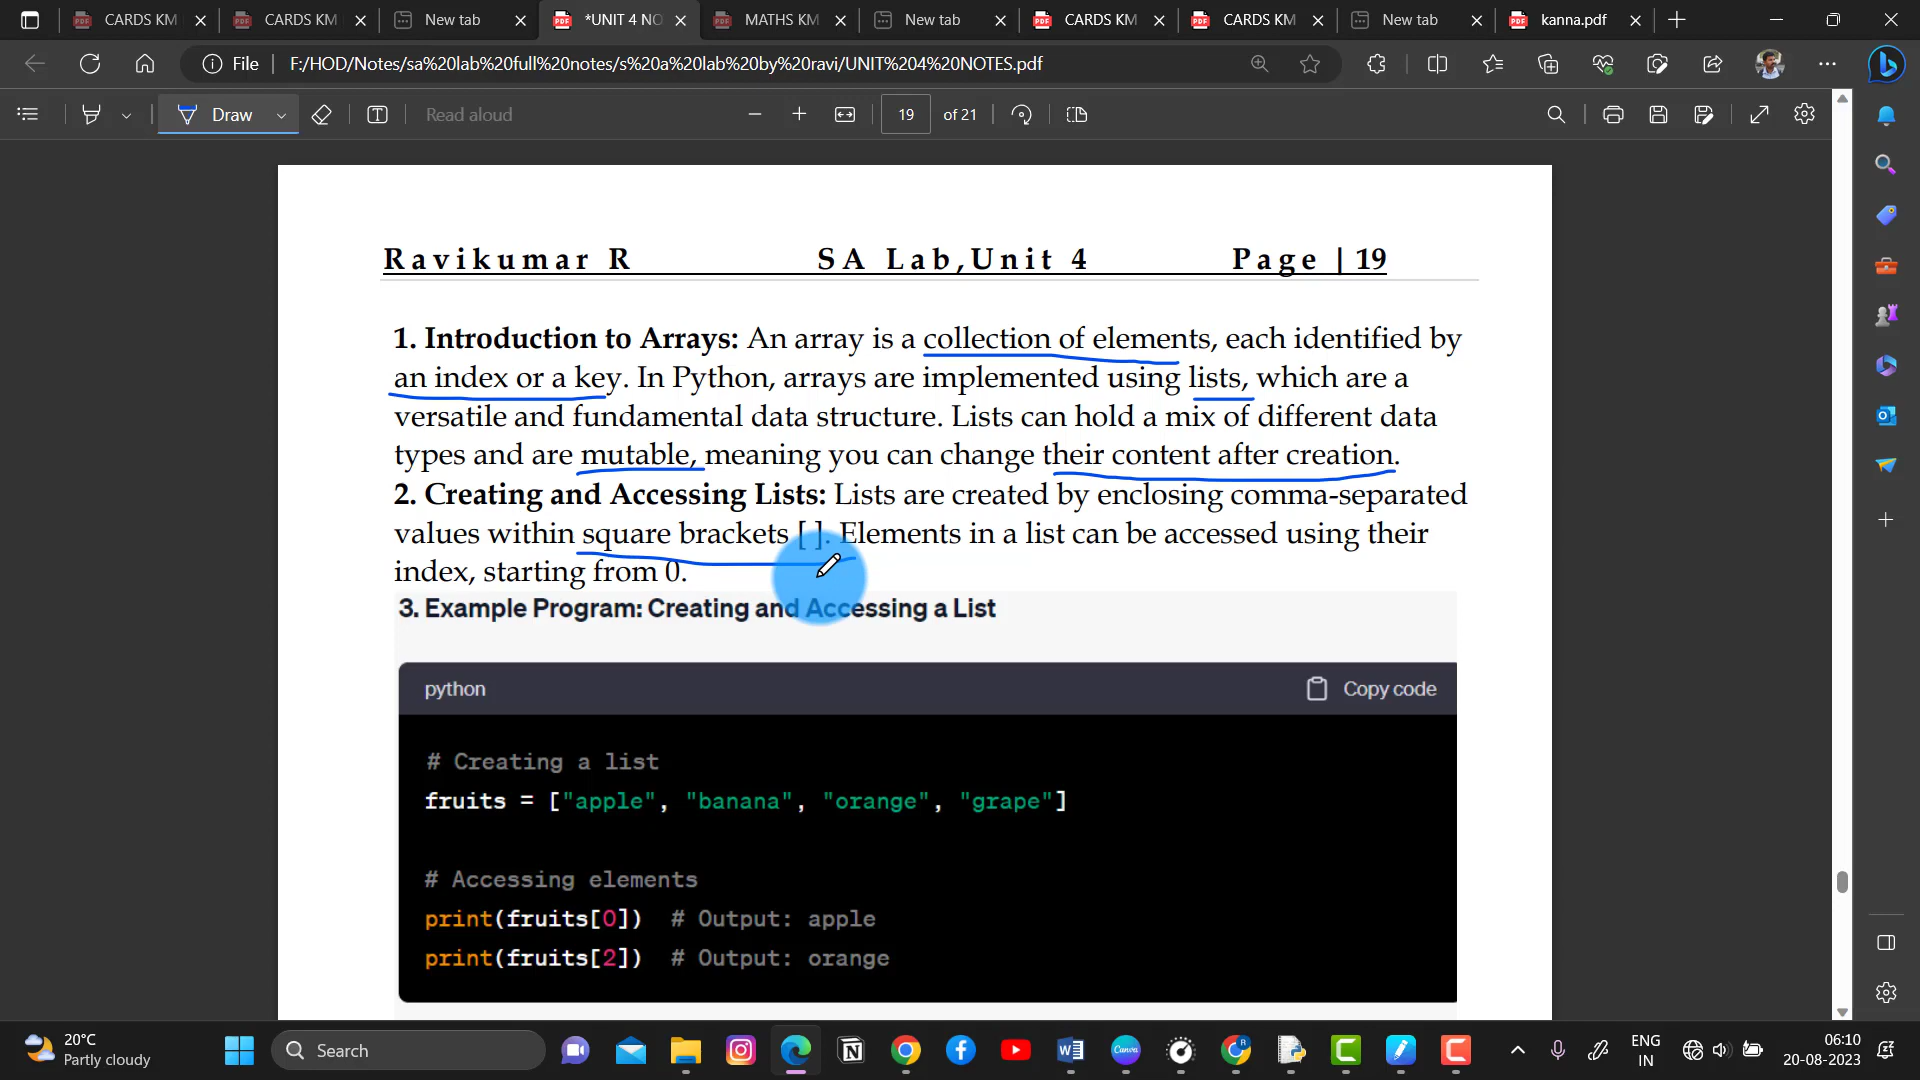 CARDS KM
CARDS KM
New tab
*UNIT 4 NO
MATHS KM
New tab
CARDS KM
CARDS KM
New tab
kanna.pdf
File
F:/HOD/Notes/sa%20lab%20full%20notes/s%20a%20lab%20by%20ravi/UNIT%204%20NOTES.pdf
Draw
Read aloud
19
of 21
Ravikumar R SA Lab,Unit 4 Page | 19
1. Introduction to Arrays: An array is a collection of elements, each identified by
an index or a key. In Python, arrays are implemented using lists, which are a
versatile and fundamental data structure. Lists can hold a mix of different data
types and are mutable, meaning you can change their content after creation.
2. Creating and Accessing Lists: Lists are created by enclosing comma-separated
values within square brackets [ ]. Elements in a list can be accessed using their
index, starting from 0.
3. Example Program: Creating and Accessing a List
python
Copy code
# Creating a list
fruits = ["apple", "banana", "orange", "grape"]
# Accessing elements
print(fruits[0]) # Output: apple
print(fruits[2]) # Output: orange
20°C
Partly cloudy
Search
Canva
ENG
IN
06:10
20-08-2023